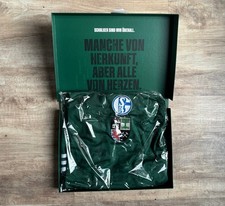 SCHALKER SIND WIR ÜBERALL.
MANCHE VON
HERKUNFT,
ABER ALLE
VON HERZEN.